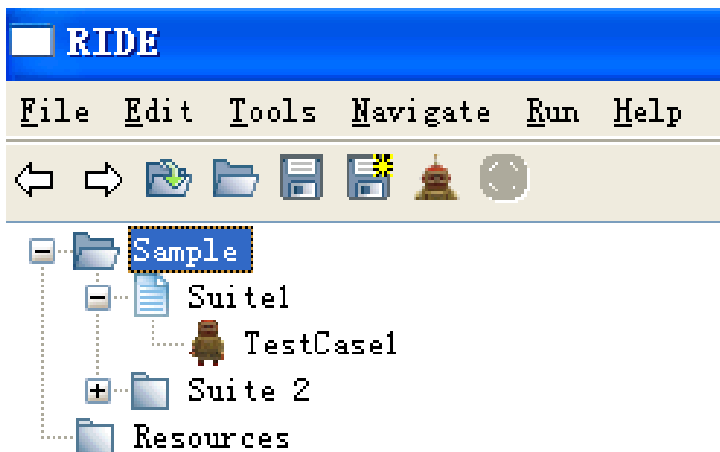 RIDE
File Edit Tools Navigate Run Help
Sample
Suite1
TestCase1
Suite 2
Resources